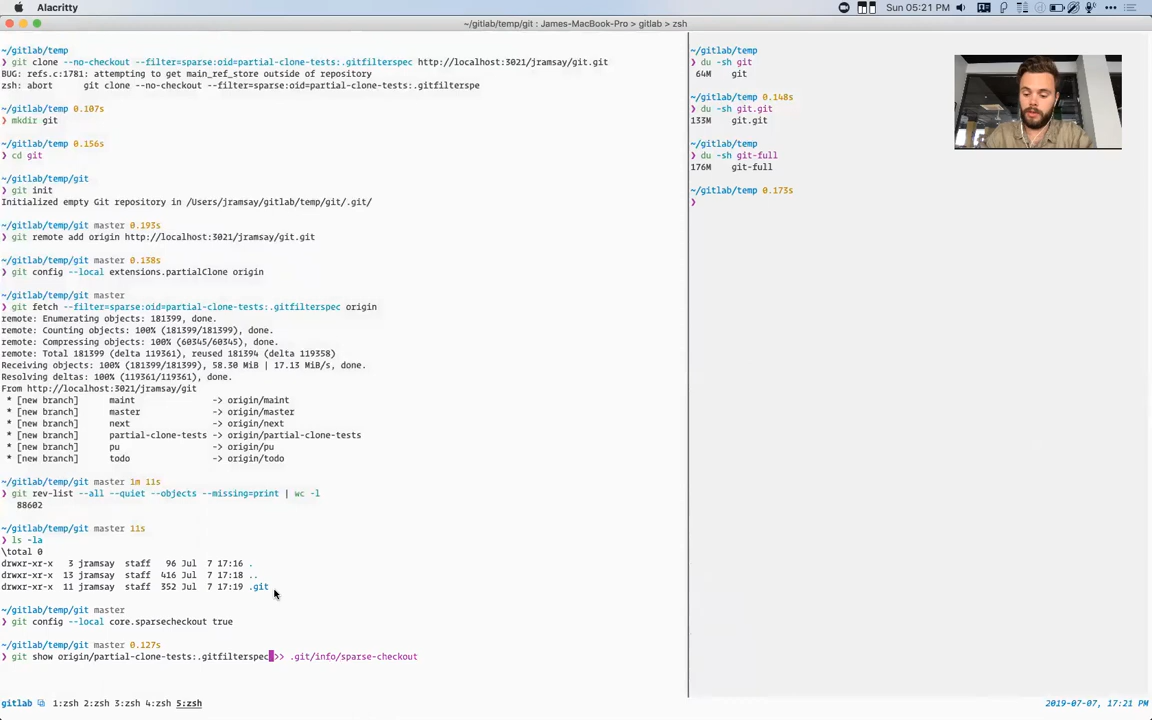 Alacritty
Sun 05:21 PM
~/gitlab/temp/git : James-MacBook-Pro > gitlab > zsh
~/gitlab/temp
❯ git clone --no-checkout --filter=sparse:oid=partial-clone-tests:.gitfilterspec http://localhost:3021/jramsay/git.git
BUG: refs.c:1781: attempting to get main_ref_store outside of repository
zsh: abort      git clone --no-checkout --filter=sparse:oid=partial-clone-tests:.gitfilterspe
~/gitlab/temp 0.107s
❯ mkdir git
~/gitlab/temp 0.156s
❯ cd git
~/gitlab/temp/git
❯ git init
Initialized empty Git repository in /Users/jramsay/gitlab/temp/git/.git/
~/gitlab/temp/git master 0.193s
❯ git remote add origin http://localhost:3021/jramsay/git.git
~/gitlab/temp/git master 0.138s
❯ git config --local extensions.partialClone origin
~/gitlab/temp/git master
❯ git fetch --filter=sparse:oid=partial-clone-tests:.gitfilterspec origin
remote: Enumerating objects: 181399, done.
remote: Counting objects: 100% (181399/181399), done.
remote: Compressing objects: 100% (60345/60345), done.
remote: Total 181399 (delta 119361), reused 181394 (delta 119358)
Receiving objects: 100% (181399/181399), 58.30 MiB | 17.13 MiB/s, done.
Resolving deltas: 100% (119361/119361), done.
From http://localhost:3021/jramsay/git
* [new branch]      maint               -> origin/maint
* [new branch]      master              -> origin/master
* [new branch]      next                -> origin/next
* [new branch]      partial-clone-tests -> origin/partial-clone-tests
* [new branch]      pu                  -> origin/pu
* [new branch]      todo                -> origin/todo
~/gitlab/temp/git master 1m 11s
❯ git rev-list --all --quiet --objects --missing=print | wc -l
88602
~/gitlab/temp/git master 11s
❯ ls -la
\total 0
drwxr-xr-x   3 jramsay  staff   96 Jul  7 17:16 .
drwxr-xr-x  13 jramsay  staff  416 Jul  7 17:18 ..
drwxr-xr-x  11 jramsay  staff  352 Jul  7 17:19 .git
~/gitlab/temp/git master
❯ git config --local core.sparsecheckout true
~/gitlab/temp/git master 0.127s
❯ git show origin/partial-clone-tests:.gitfilterspec >> .git/info/sparse-checkout
~/gitlab/temp
❯ du -sh git
64M    git
~/gitlab/temp 0.148s
❯ du -sh git.git
133M    git.git
~/gitlab/temp
❯ du -sh git-full
176M    git-full
~/gitlab/temp 0.173s
❯
gitlab 1:zsh 2:zsh 3:zsh 4:zsh 5:zsh
2019-07-07, 17:21 PM